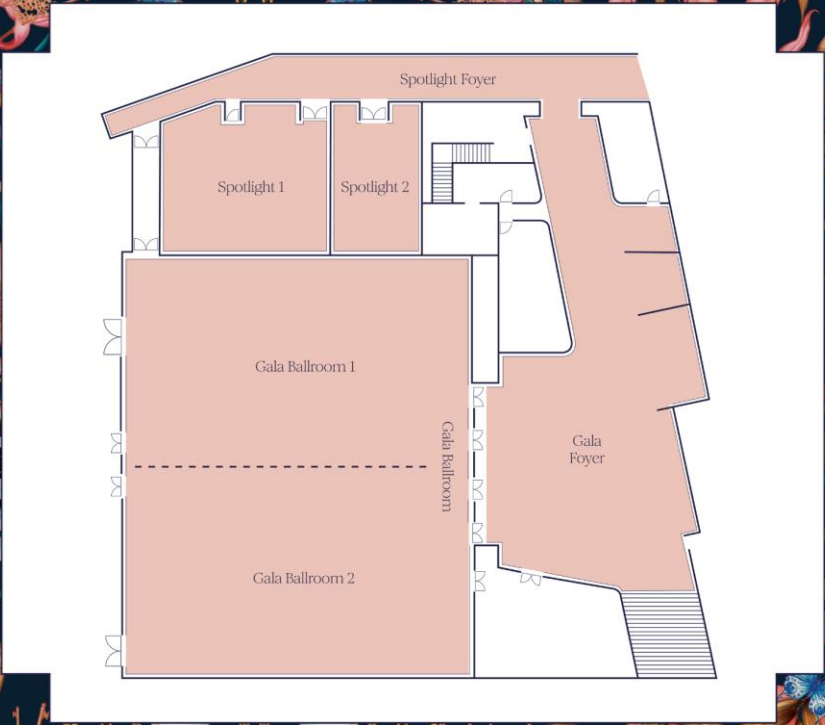 Spotlight Foyer
Spotlight 1
Spotlight 2
Gala Ballroom 1
Gala Ballroom
Gala
Foyer
Gala Ballroom 2